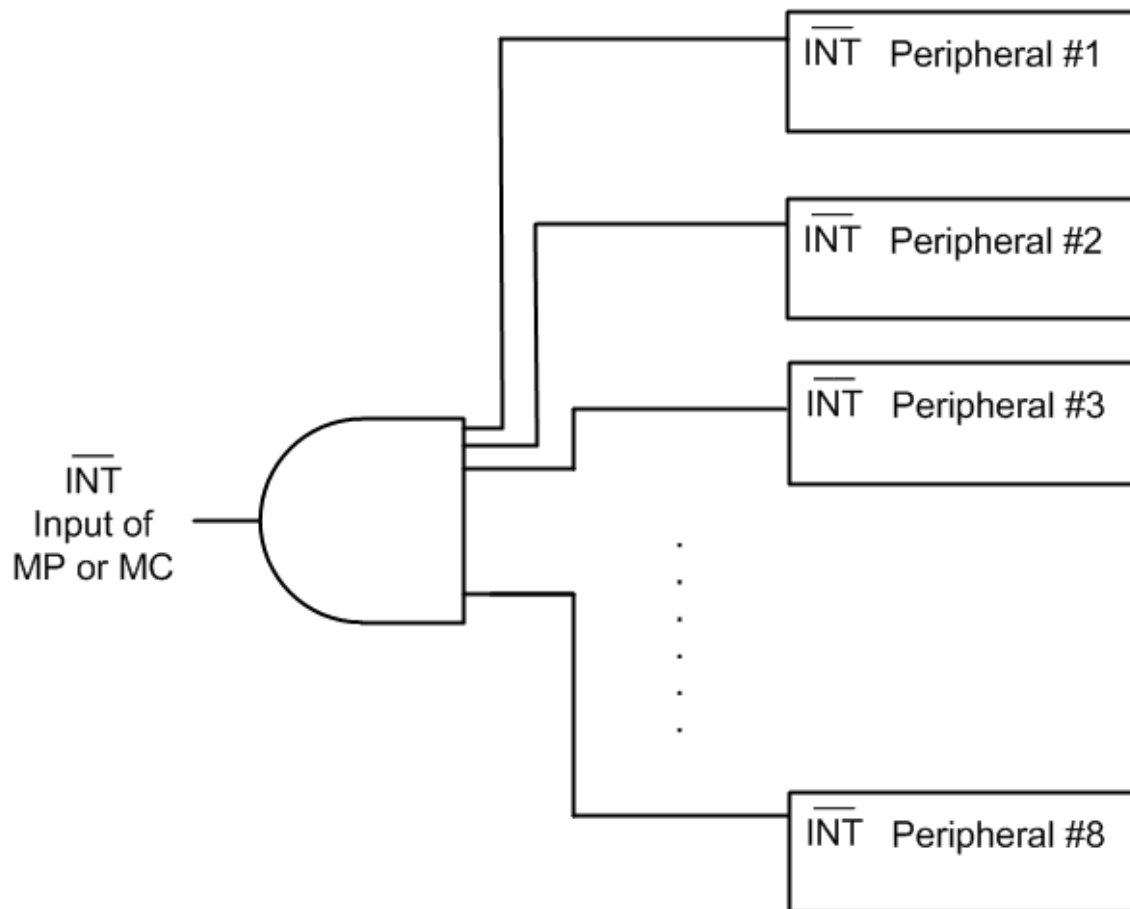 INT Peripheral #1
INT Peripheral #2
INT Peripheral #3
INT
Input of
MP or MC
INT Peripheral #8